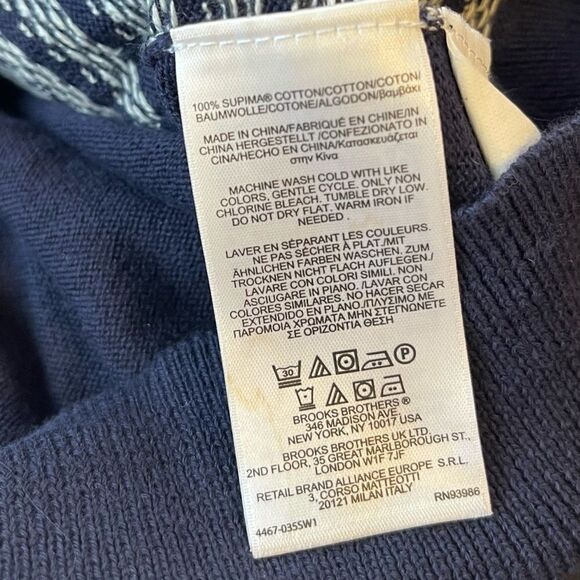 100% SUPIMA® COTTON/COTTON/COTON/
BAUMWOLLE/COTONE/ALGODON/βαμβάκι
MADE IN CHINA/FABRIQUÉ EN CHINE/IN
CHINA HERGESTELLT /CONFEZIONATO IN
CINA/HECHO EN CHINA/Κατασκευάζεται
στην Κίνα
MACHINE WASH COLD WITH LIKE
COLORS, GENTLE CYCLE. ONLY NON
CHLORINE BLEACH. TUMBLE DRY LOW.
DO NOT DRY FLAT. WARM IRON IF
NEEDED .
LAVER EN SÉPARANT LES COULEURS.
NE PAS SÉCHER À PLAT./MIT
ÄHNLICHEN FARBEN WASCHEN. ZUM
TROCKNEN NICHT FLACH AUFLEGEN./
LAVARE CON COLORI SIMILI. NON
ASCIUGARE IN PIANO. /LAVAR CON
COLORES SIMILARES. NO HACER SECAR
EN POSICION HORIZONTAL/ΠΛΥΣΙΜΟ ΜΕ
ΠΑΡΟΜΟΙΑ ΧΡΩΜΑΤΑ ΜΗΝ ΣΤΕΓΝΩΝΕΤΕ
ΣΕ ΟΡΙΖΟΝΤΙΑ ΘΕΣΗ
30 P
BROOKS BROTHERS ®
346 MADISON AVE,
NEW YORK, NY 10017 USA
BROOKS BROTHERS UK LTD.
2ND FLOOR, 35 GREAT MARLBOROUGH ST.,
LONDON W1F 7JF
RETAIL BRAND ALLIANCE EUROPE S.R.L.
3, CORSO MATTEOTTI
20121 MILAN ITALY
RN93986
4467-035SW1